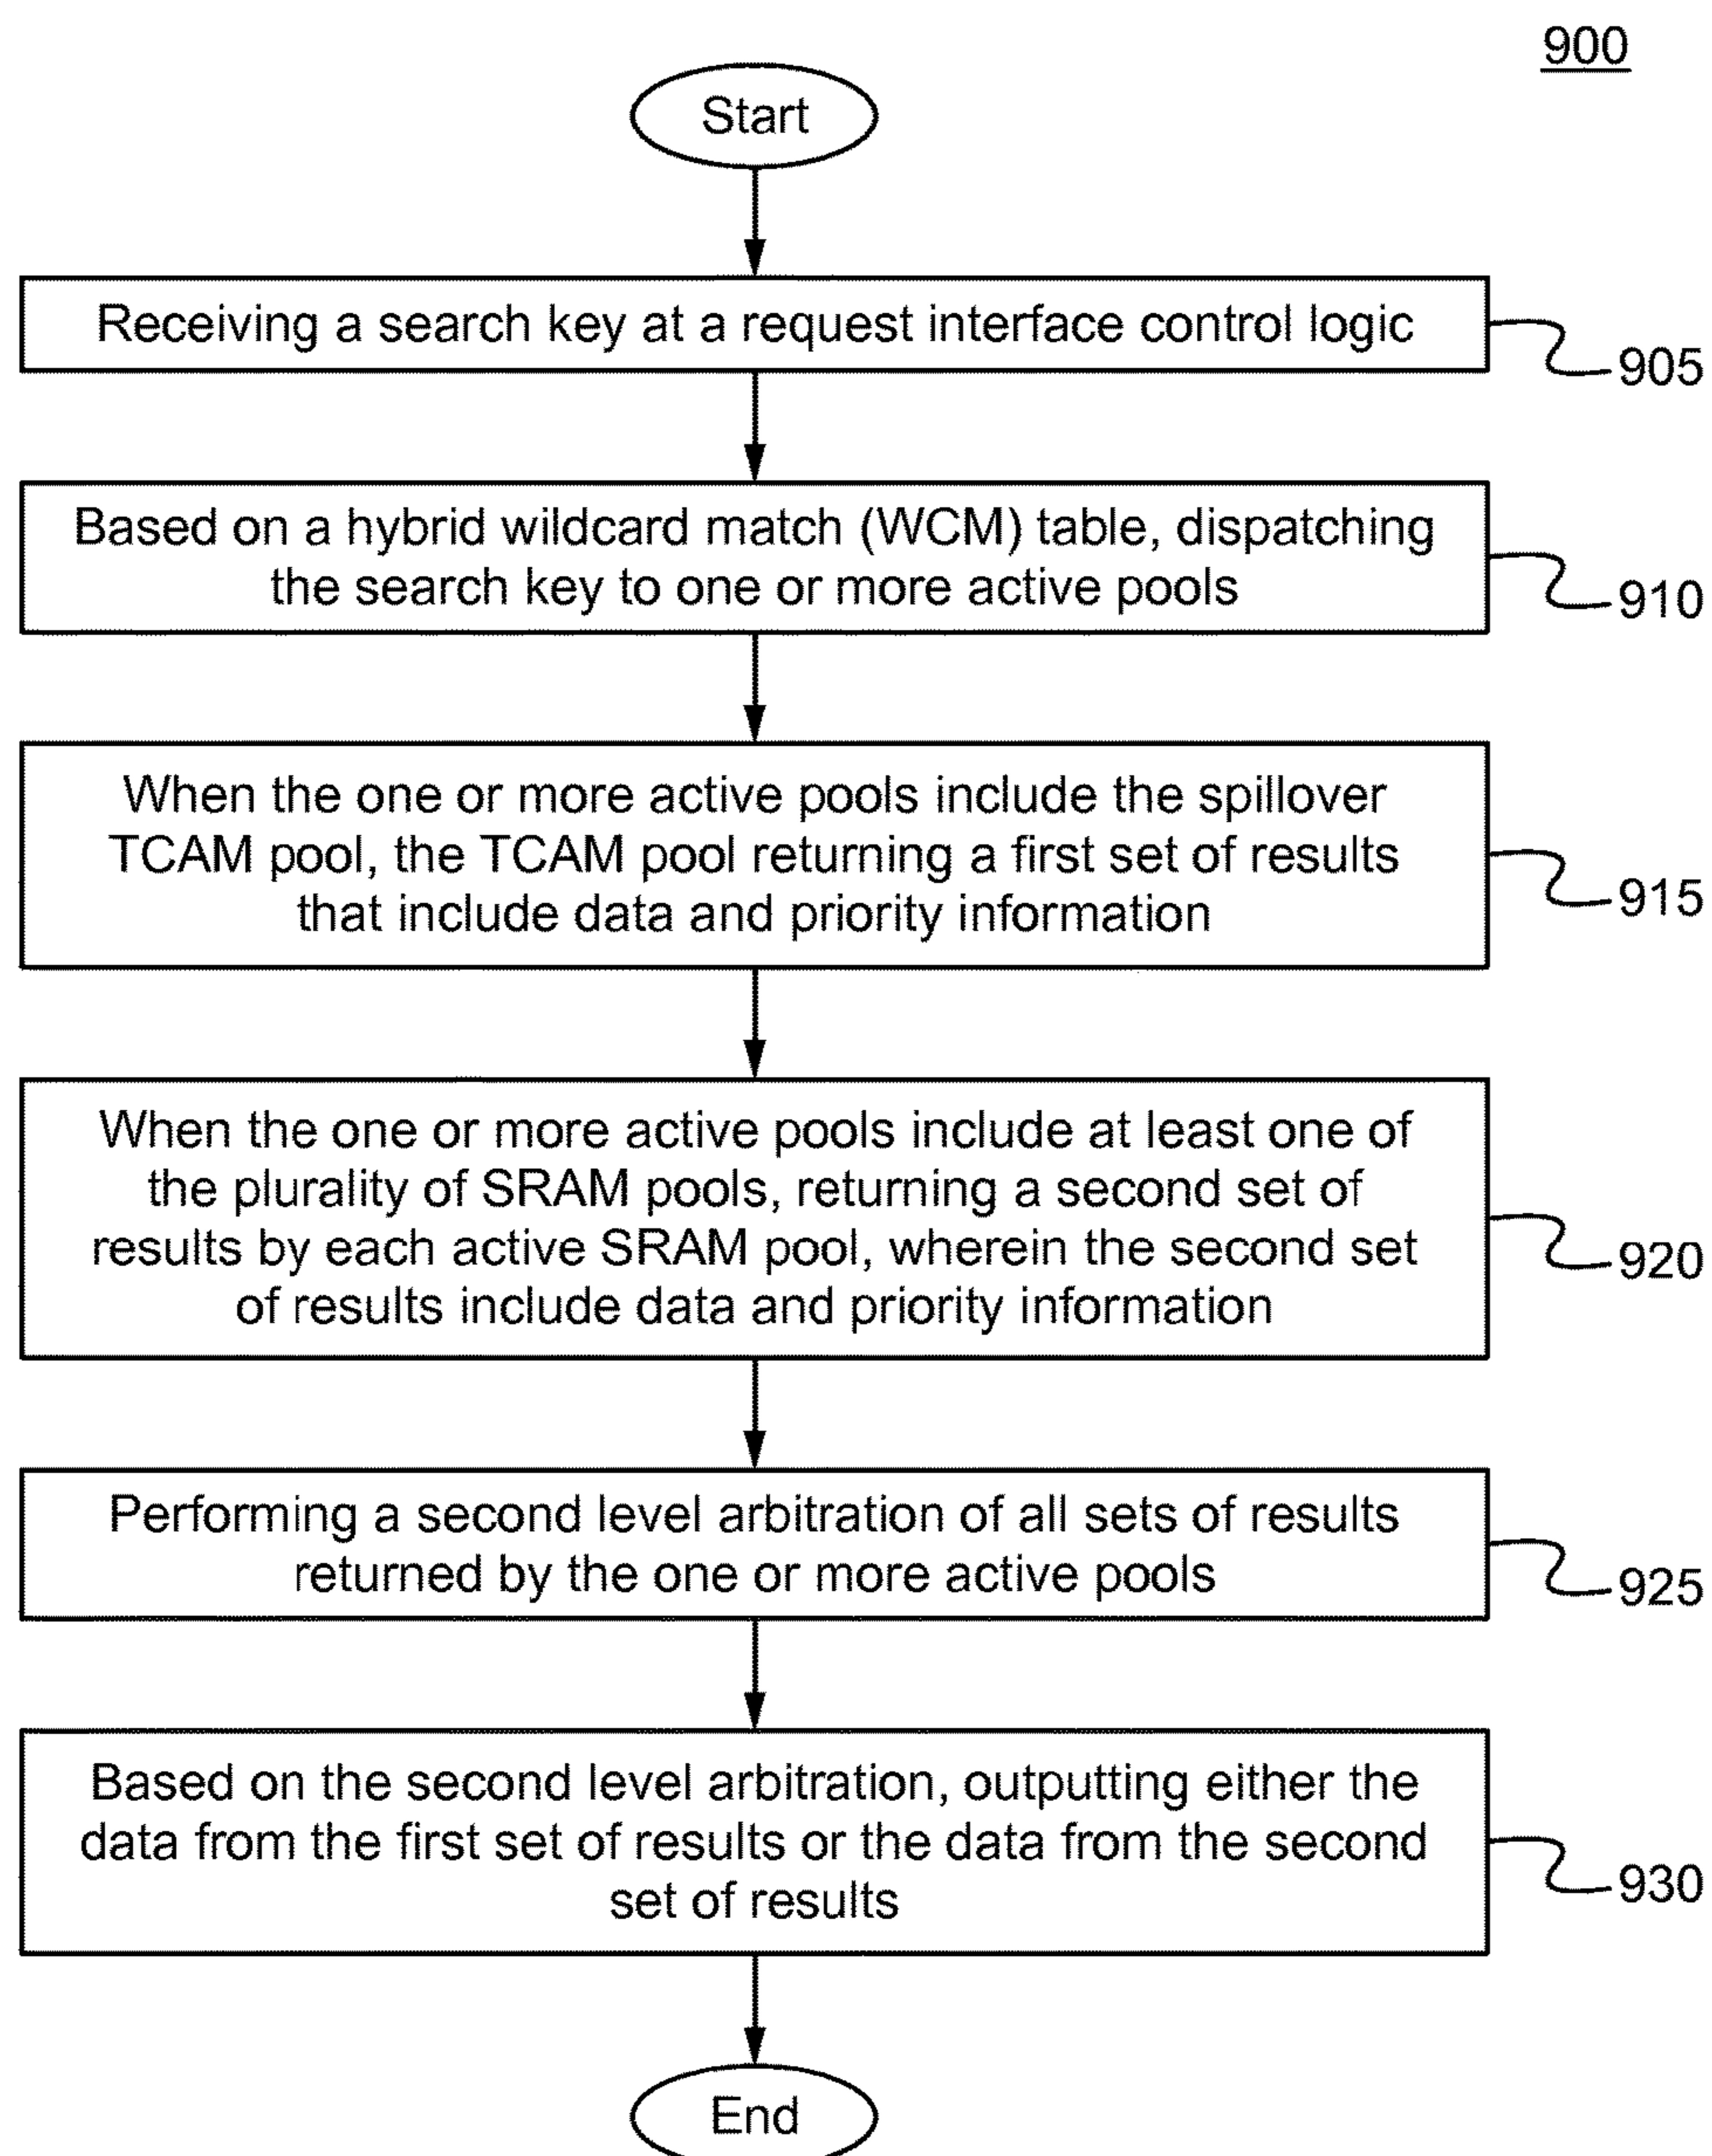 900
Start
Receiving a search key at a request interface control logic
905
Based on a hybrid wildcard match (WCM) table, dispatching
the search key to one or more active pools
910
When the one or more active pools include the spillover
TCAM pool, the TCAM pool returning a first set of results
that include data and priority information
915
When the one or more active pools include at least one of
the plurality of SRAM pools, returning a second set of
results by each active SRAM pool, wherein the second set
of results include data and priority information
920
Performing a second level arbitration of all sets of results
returned by the one or more active pools
925
Based on the second level arbitration, outputting either the
data from the first set of results or the data from the second
set of results
930
End